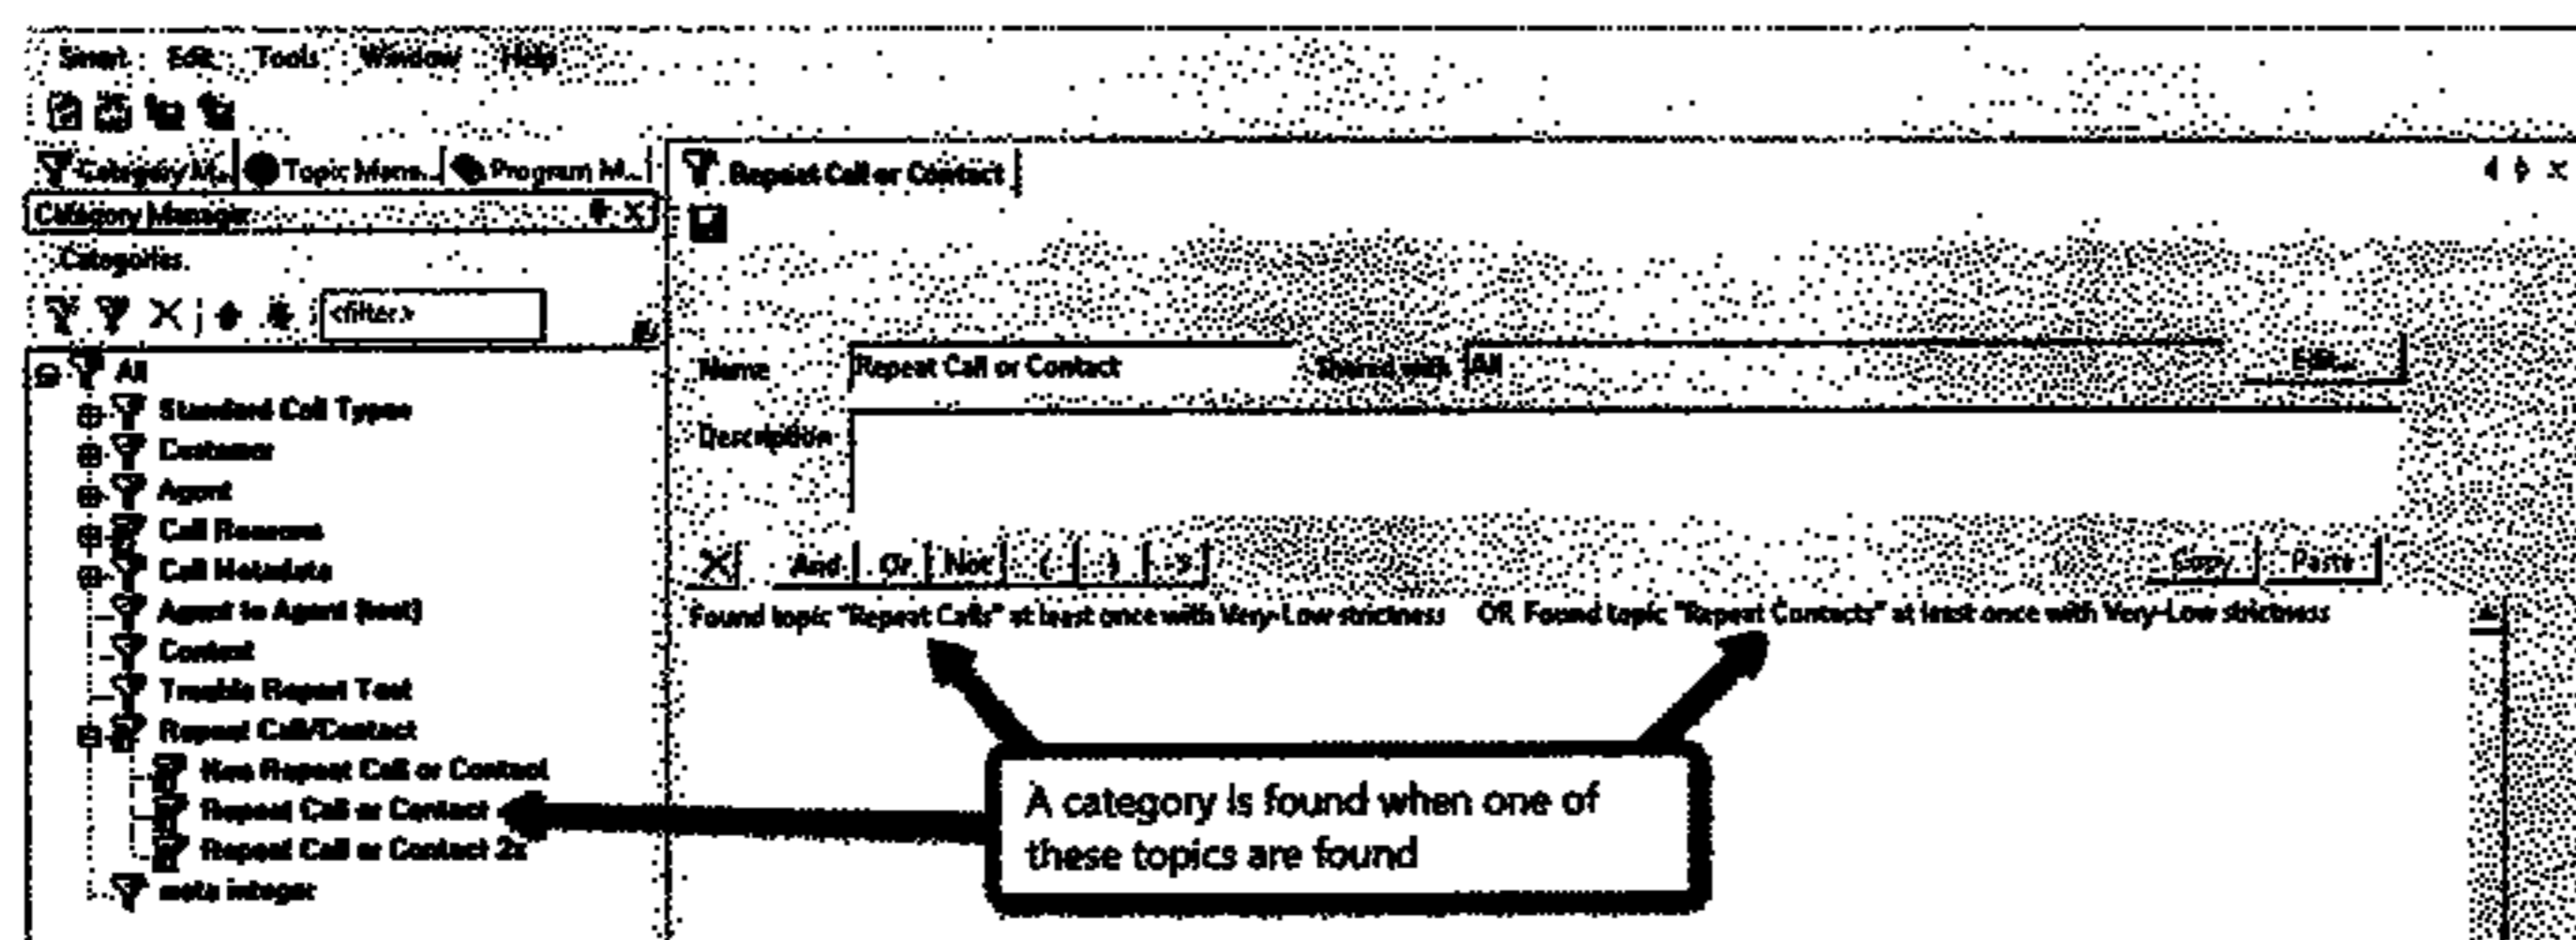 Smart Edit Tools Window Help
Category M... Topic Mana... Program M...
Repeat Call or Contact
Category Manager
Categories
<filter>
Name Repeat Call or Contact Shared with All Edit...
Description
All
Standard Call Types
Customer
Agent
Call Reasons
Call Metadata
Agent to Agent (test)
Contest
Trouble Report Test
Repeat Call/Contact
New Repeat Call or Contact
Repeat Call or Contact
Repeat Call or Contact 2x
meta integer
And Or Not ( ) -> Copy Paste
Found topic "Repeat Calls" at least once with Very-Low strictness OR Found topic "Repeat Contacts" at least once with Very-Low strictness
A category is found when one of
these topics are found